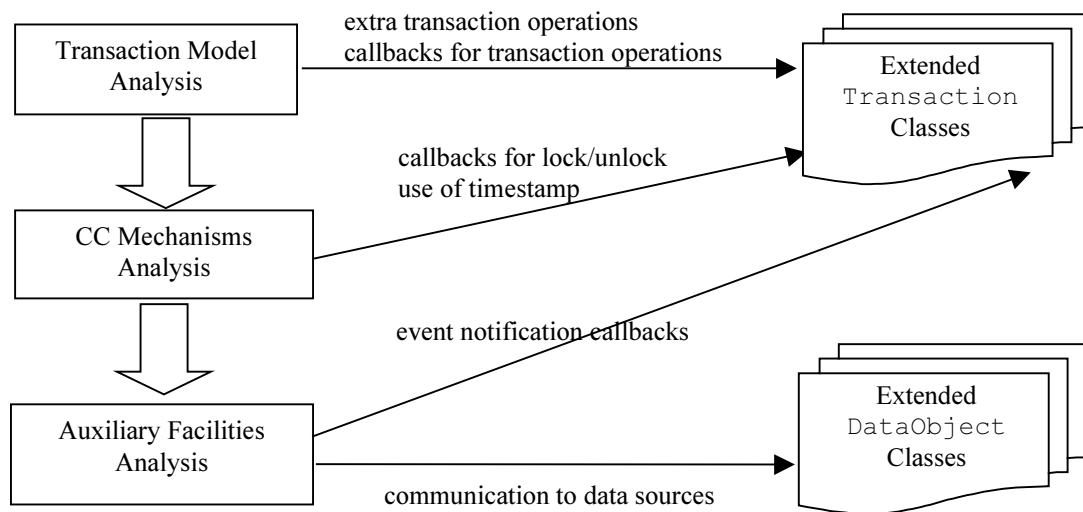 extra transaction operations
callbacks for transaction operations
Transaction Model
Analysis
Extended
Transaction
Classes
callbacks for lock/unlock
use of timestamp
CC Mechanisms
Analysis
event notification callbacks
Auxiliary Facilities
Analysis
Extended
DataObject
Classes
communication to data sources